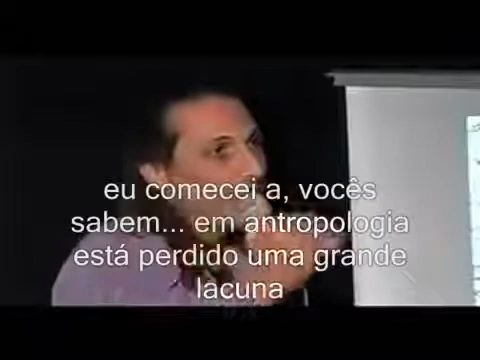 eu comecei a, vocês
sabem... em antropologia
está perdido uma grande
lacuna